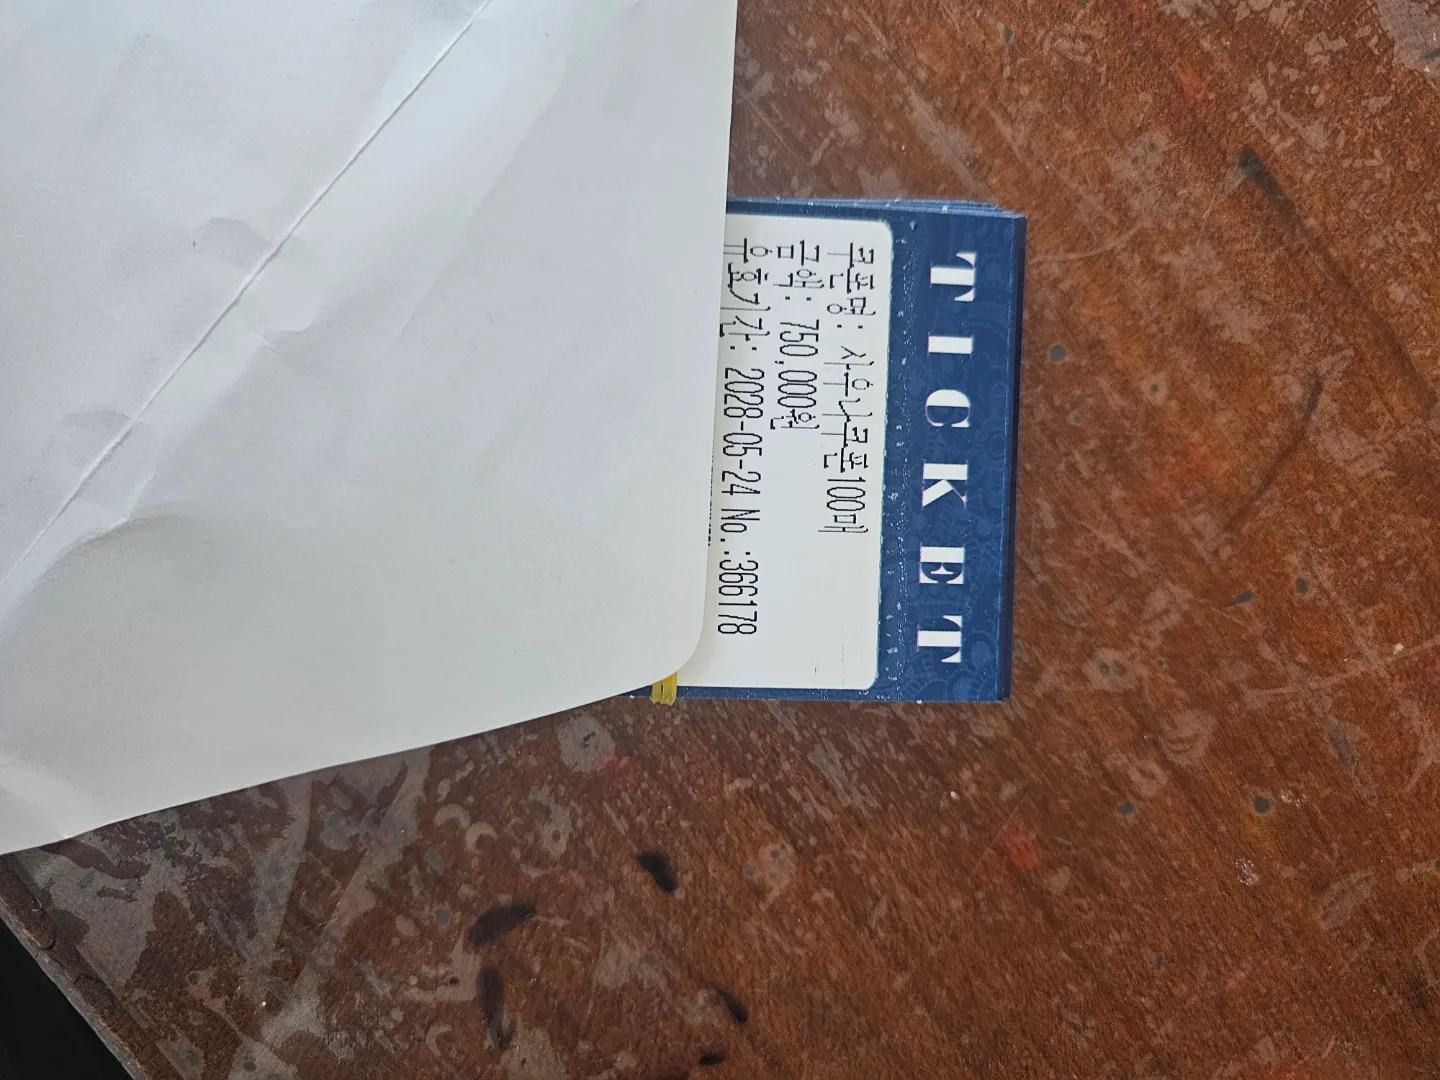 TICKET
쿠폰명: 사우나쿠폰100매
금액: 750,000원
유효기간: 2028-05-24 No.:366178